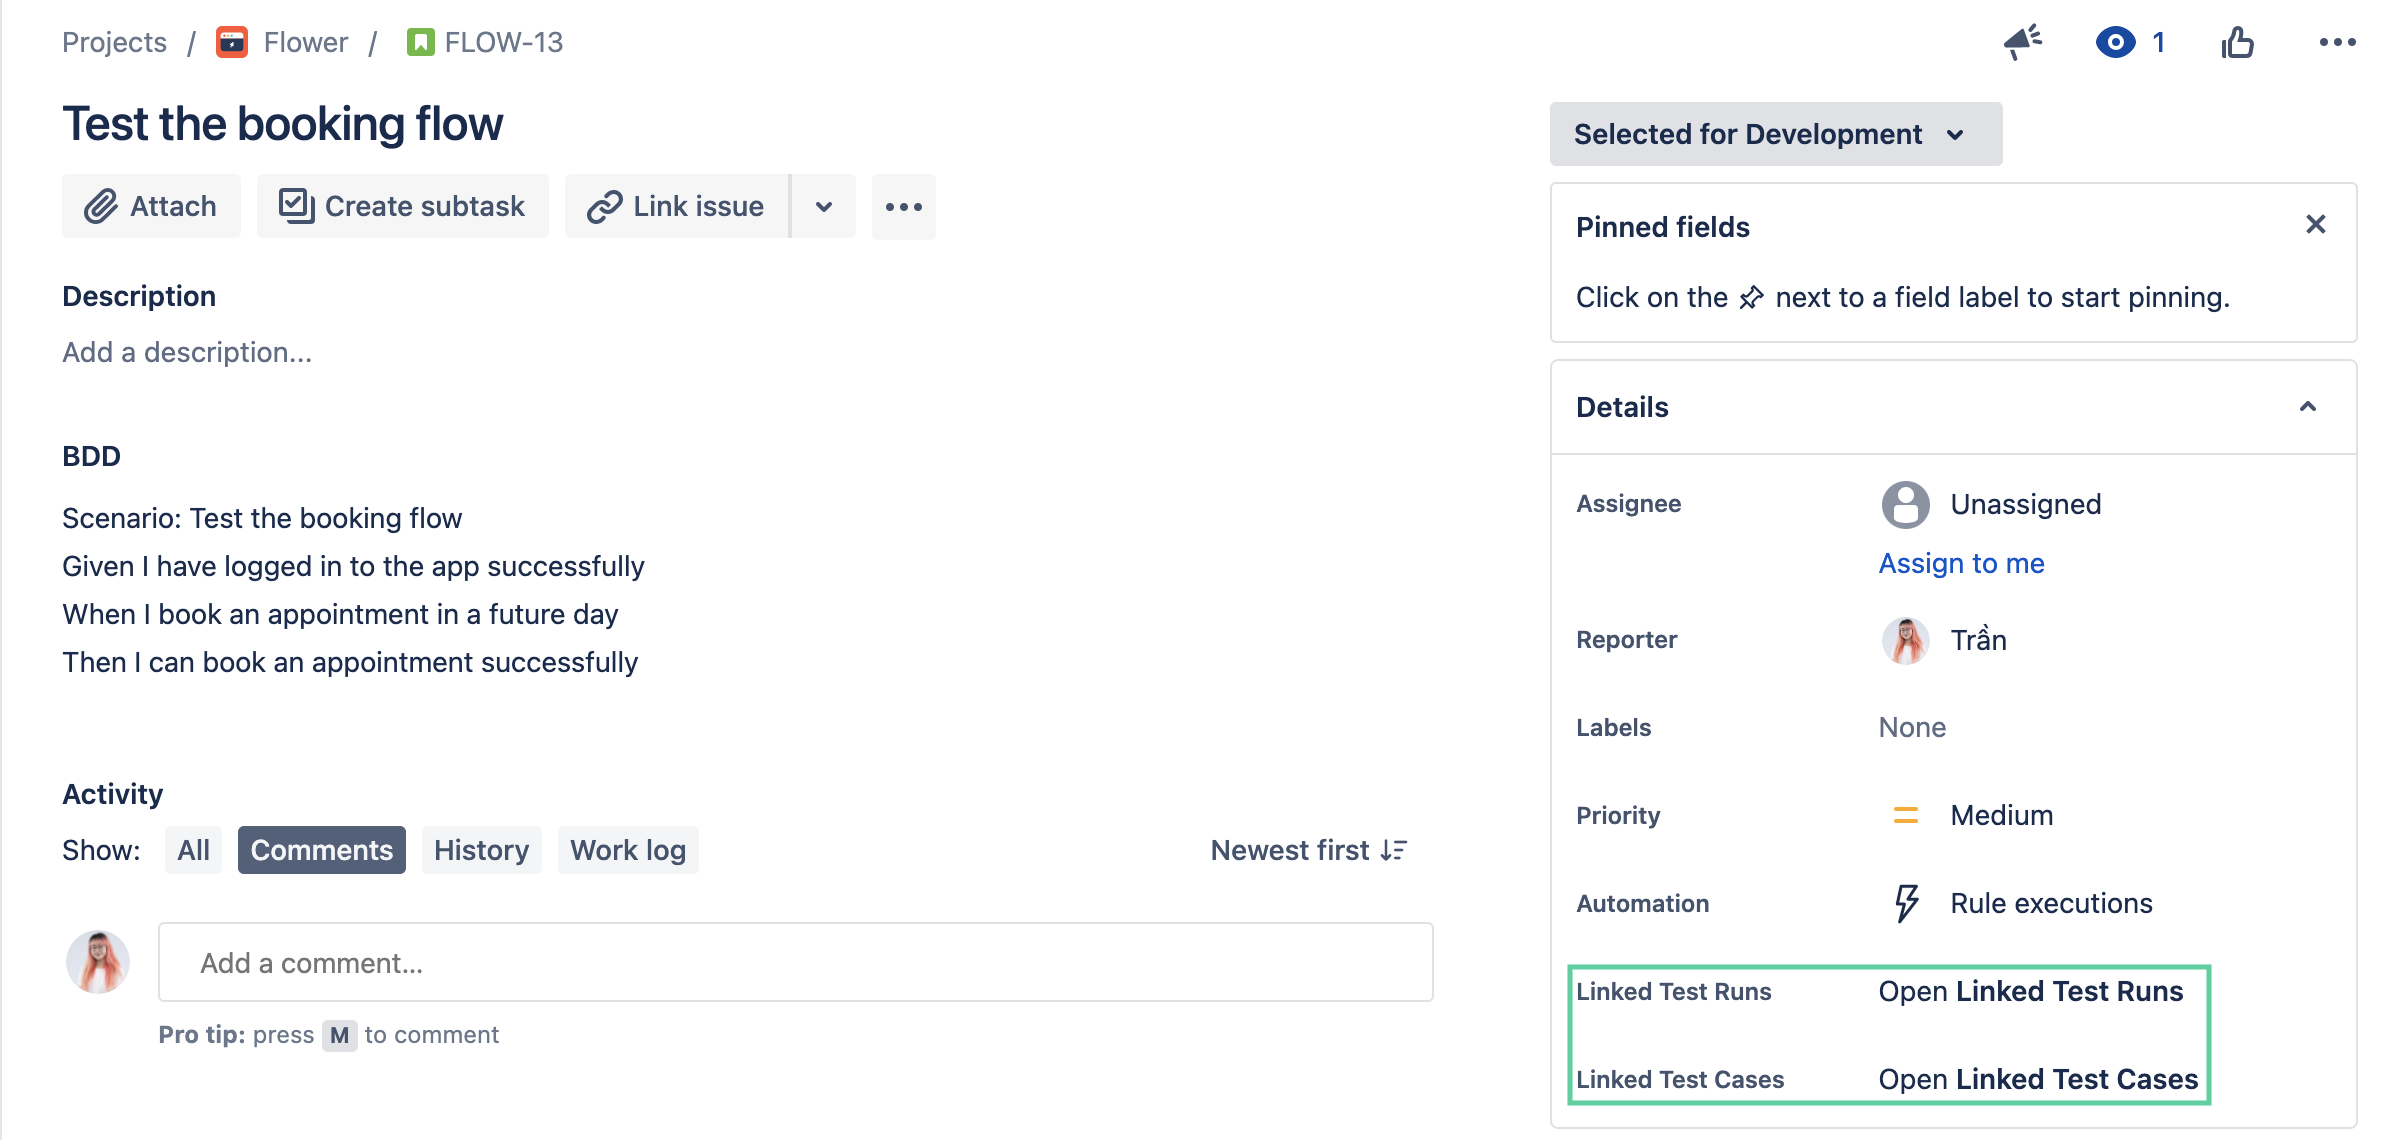 Projects / Flower / FLOW-13
1
Test the booking flow
Attach
Create subtask
Link issue
Description
Add a description...
BDD
Scenario: Test the booking flow
Given I have logged in to the app successfully
When I book an appointment in a future day
Then I can book an appointment successfully
Activity
Show: All Comments History Work log
Newest first
Add a comment...
Pro tip: press M to comment
Selected for Development
Pinned fields
Click on the next to a field label to start pinning.
Details
Assignee Unassigned
Assign to me
Reporter Trần
Labels None
Priority Medium
Automation Rule executions
Linked Test Runs Open Linked Test Runs
Linked Test Cases Open Linked Test Cases